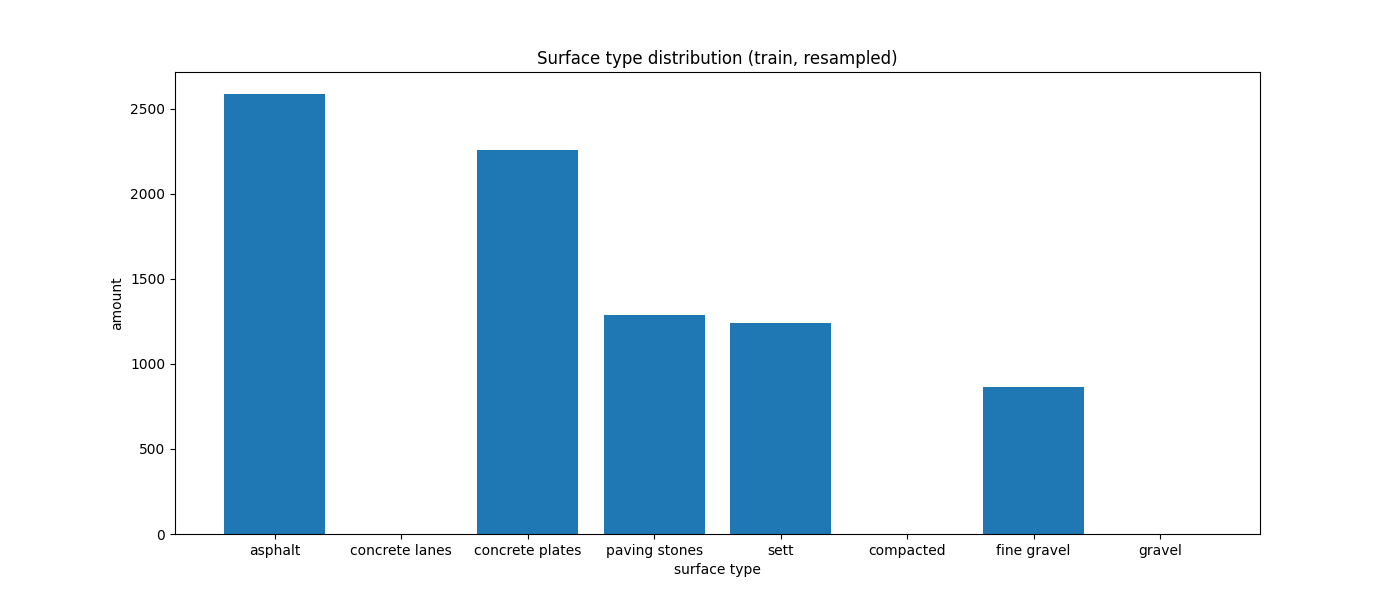 Surface type distribution (train, resampled)
amount
2500
2000
1500
1000
500
0
asphalt concrete lanes concrete plates paving stones sett compacted fine gravel gravel
surface type